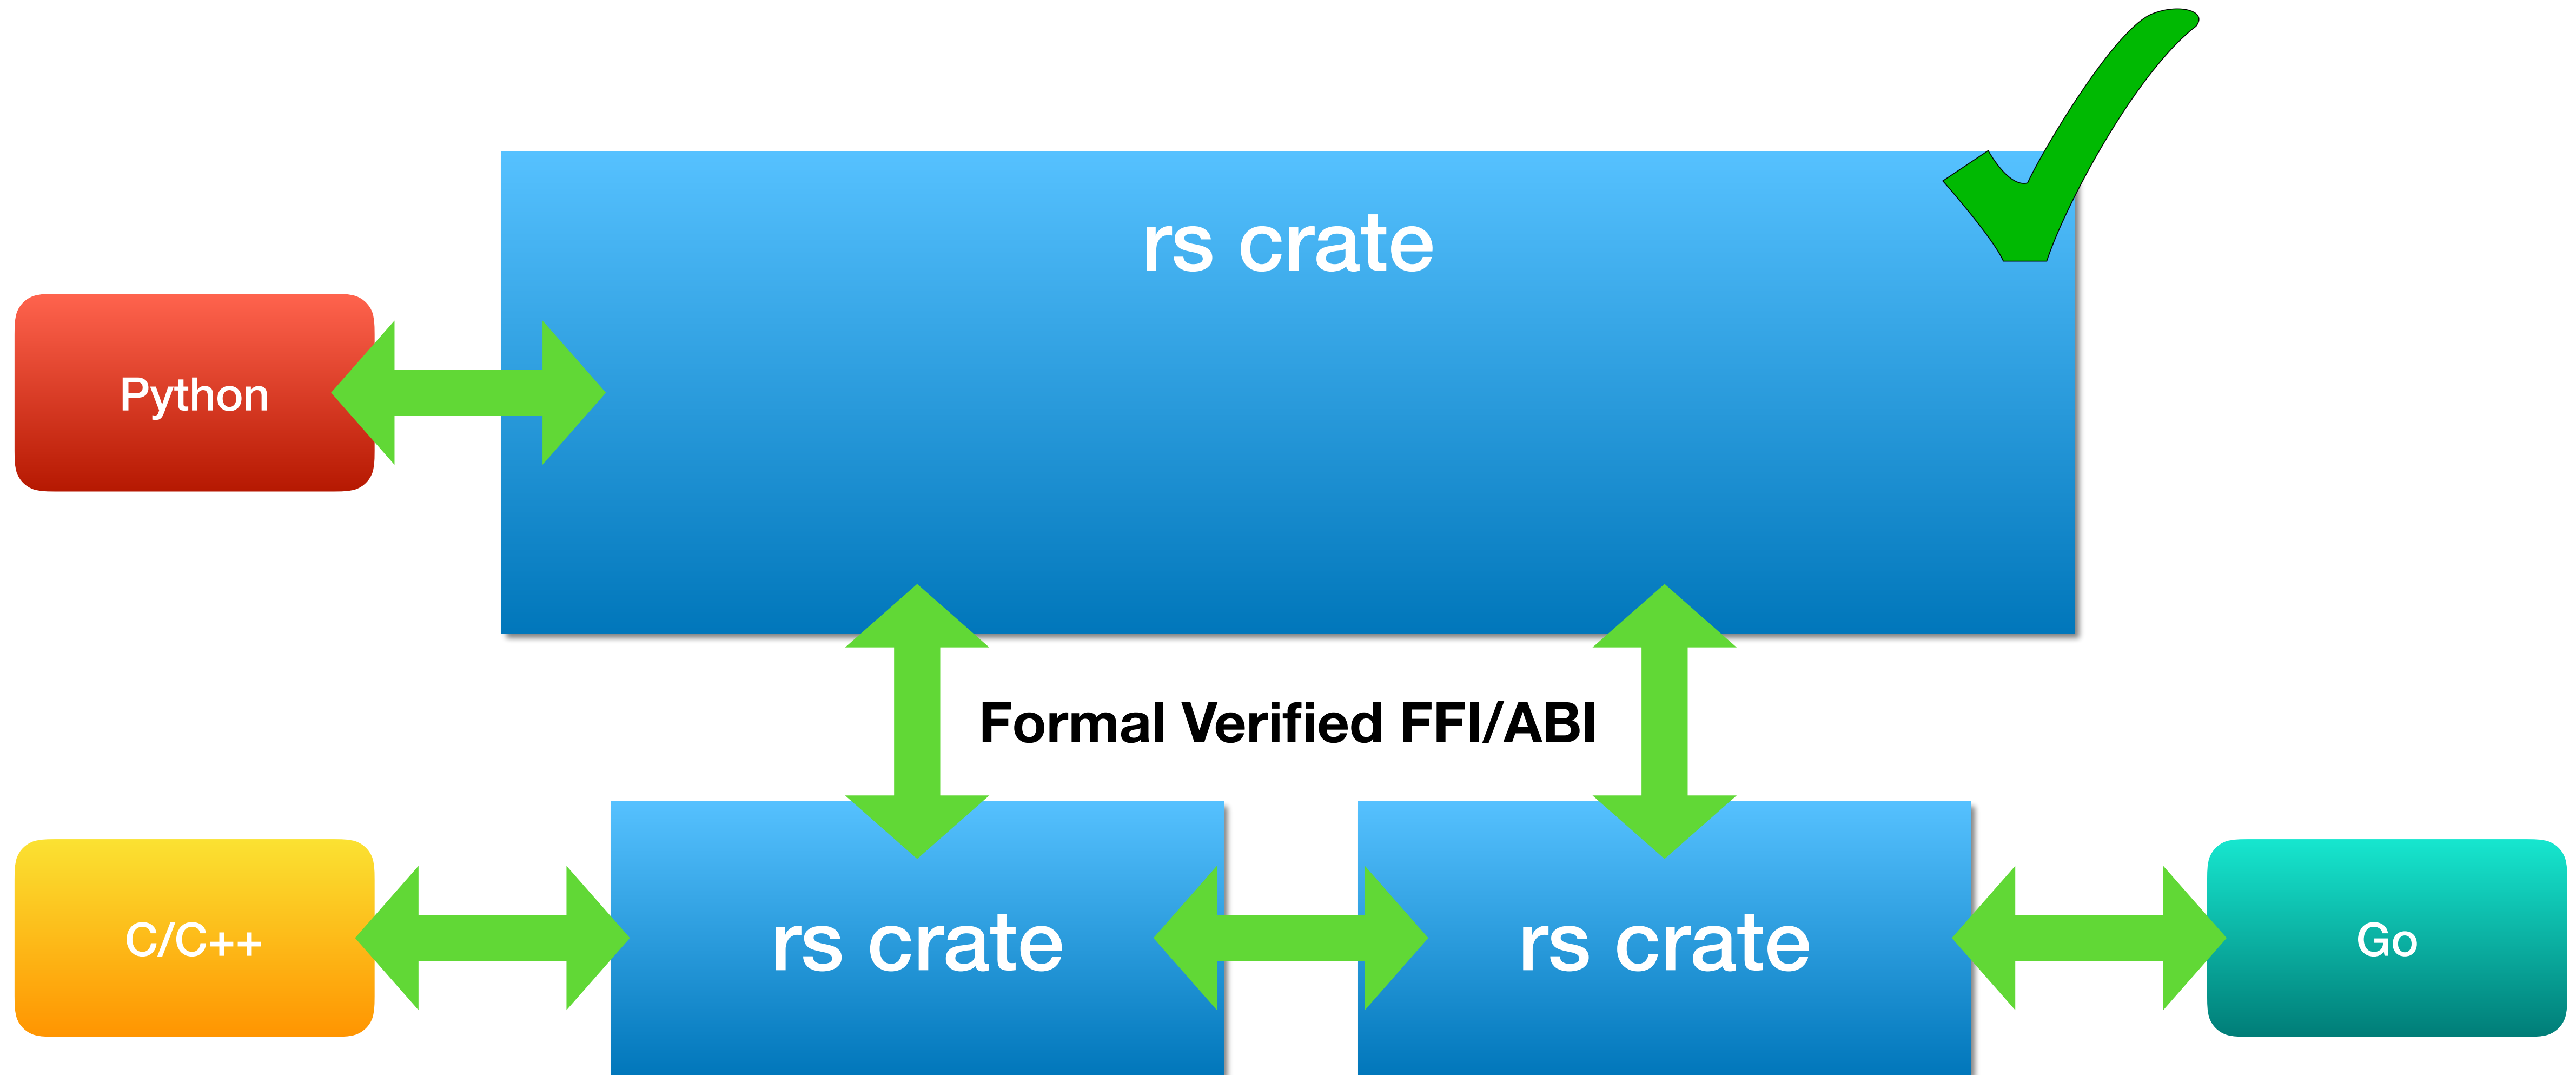 rs crate
Python
Formal Verified FFI/ABI
C/C++
rs crate
rs crate
Go